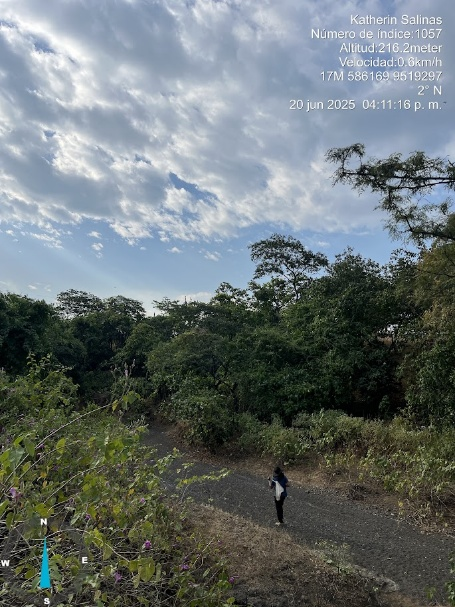 Katherin Salinas
Número de índice:1057
Altitud:216.2meter
Velocidad:0.6km/h
17M 586169 9519297
2° N
20 jun 2025 04:11:16 p. m.
N
W E
S